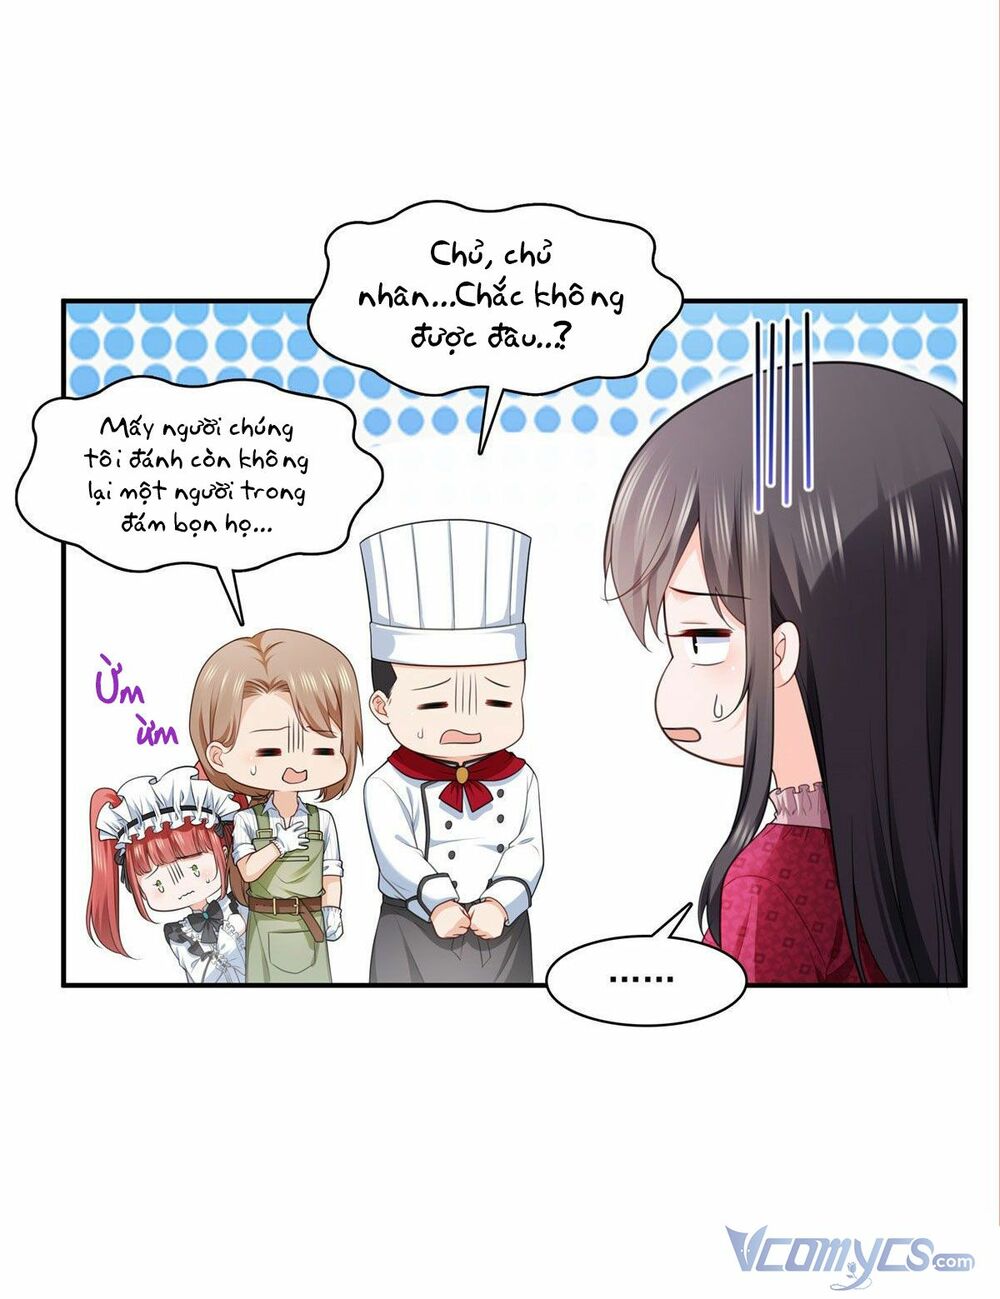 Chủ, chủ
nhân...Chắc không
được đâu...?
Mấy người chúng
tôi đánh còn không
lại một người trong
đám bọn họ...
Ừm
ừm
......
Vcomycs.com